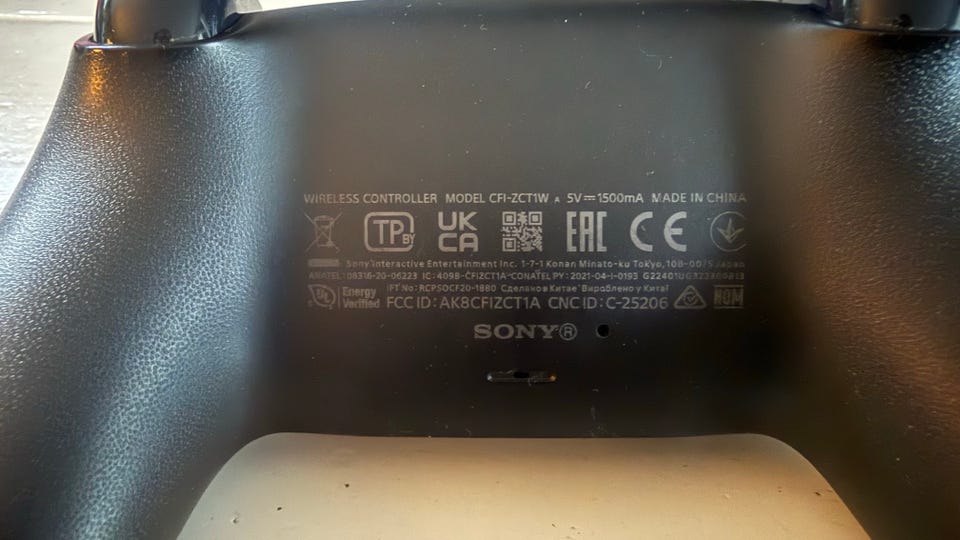 WIRELESS CONTROLLER MODEL CFI-ZCT1W A 5V⎓1500mA MADE IN CHINA
TP BY UK CA EAC CE
Sony Interactive Entertainment Inc. 1-7-1 Konan Minato-ku Tokyo, 108-0075 Japan
ANATEL: 08316-20-06223 IC: 409B-CFIZCT1A CONATEL PY: 2021-04-I-0193
UL Energy Verified IFT No: RCPSOCF20-1880 Сделано в Китае Вироблено у Китаї
FCC ID: AK8CFIZCT1A CNC ID: C-25206 NOM
SONY®